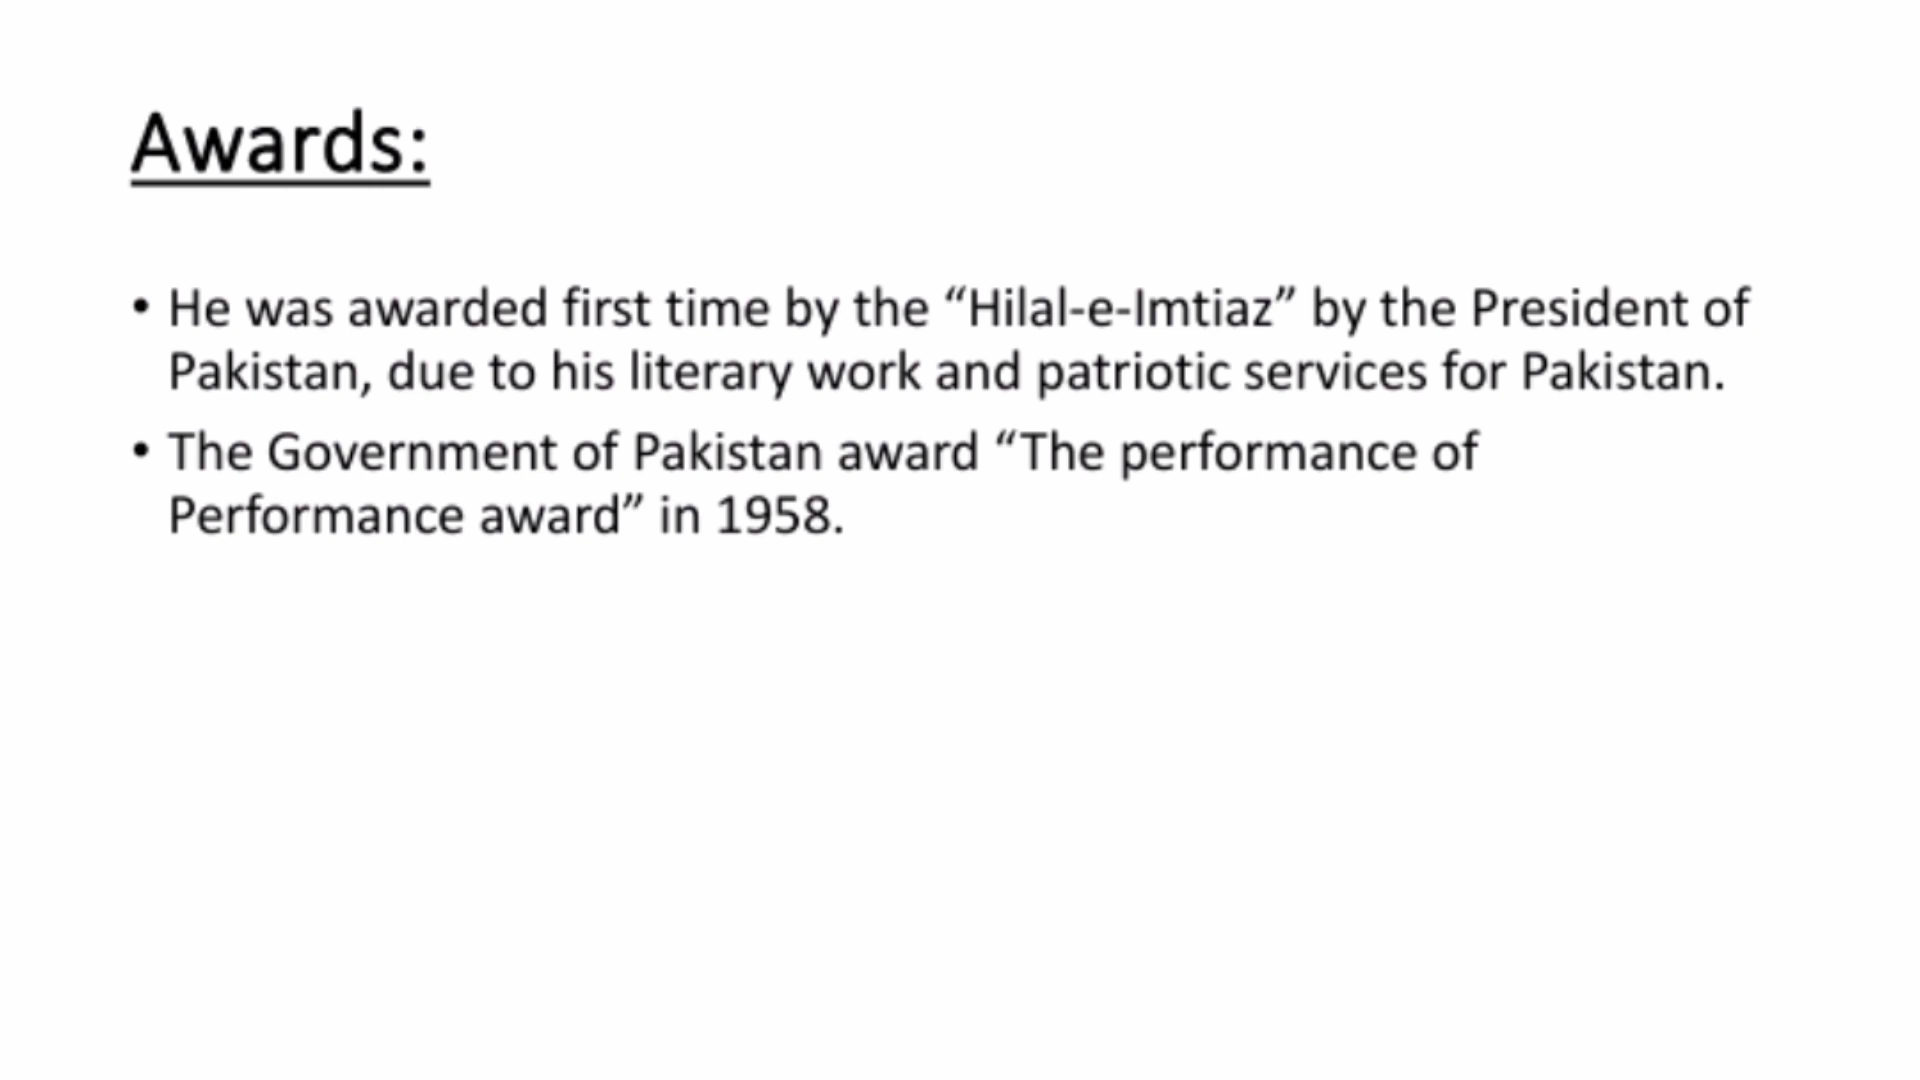 Awards:
• He was awarded first time by the “Hilal-e-Imtiaz” by the President of
Pakistan, due to his literary work and patriotic services for Pakistan.
• The Government of Pakistan award “The performance of
Performance award” in 1958.